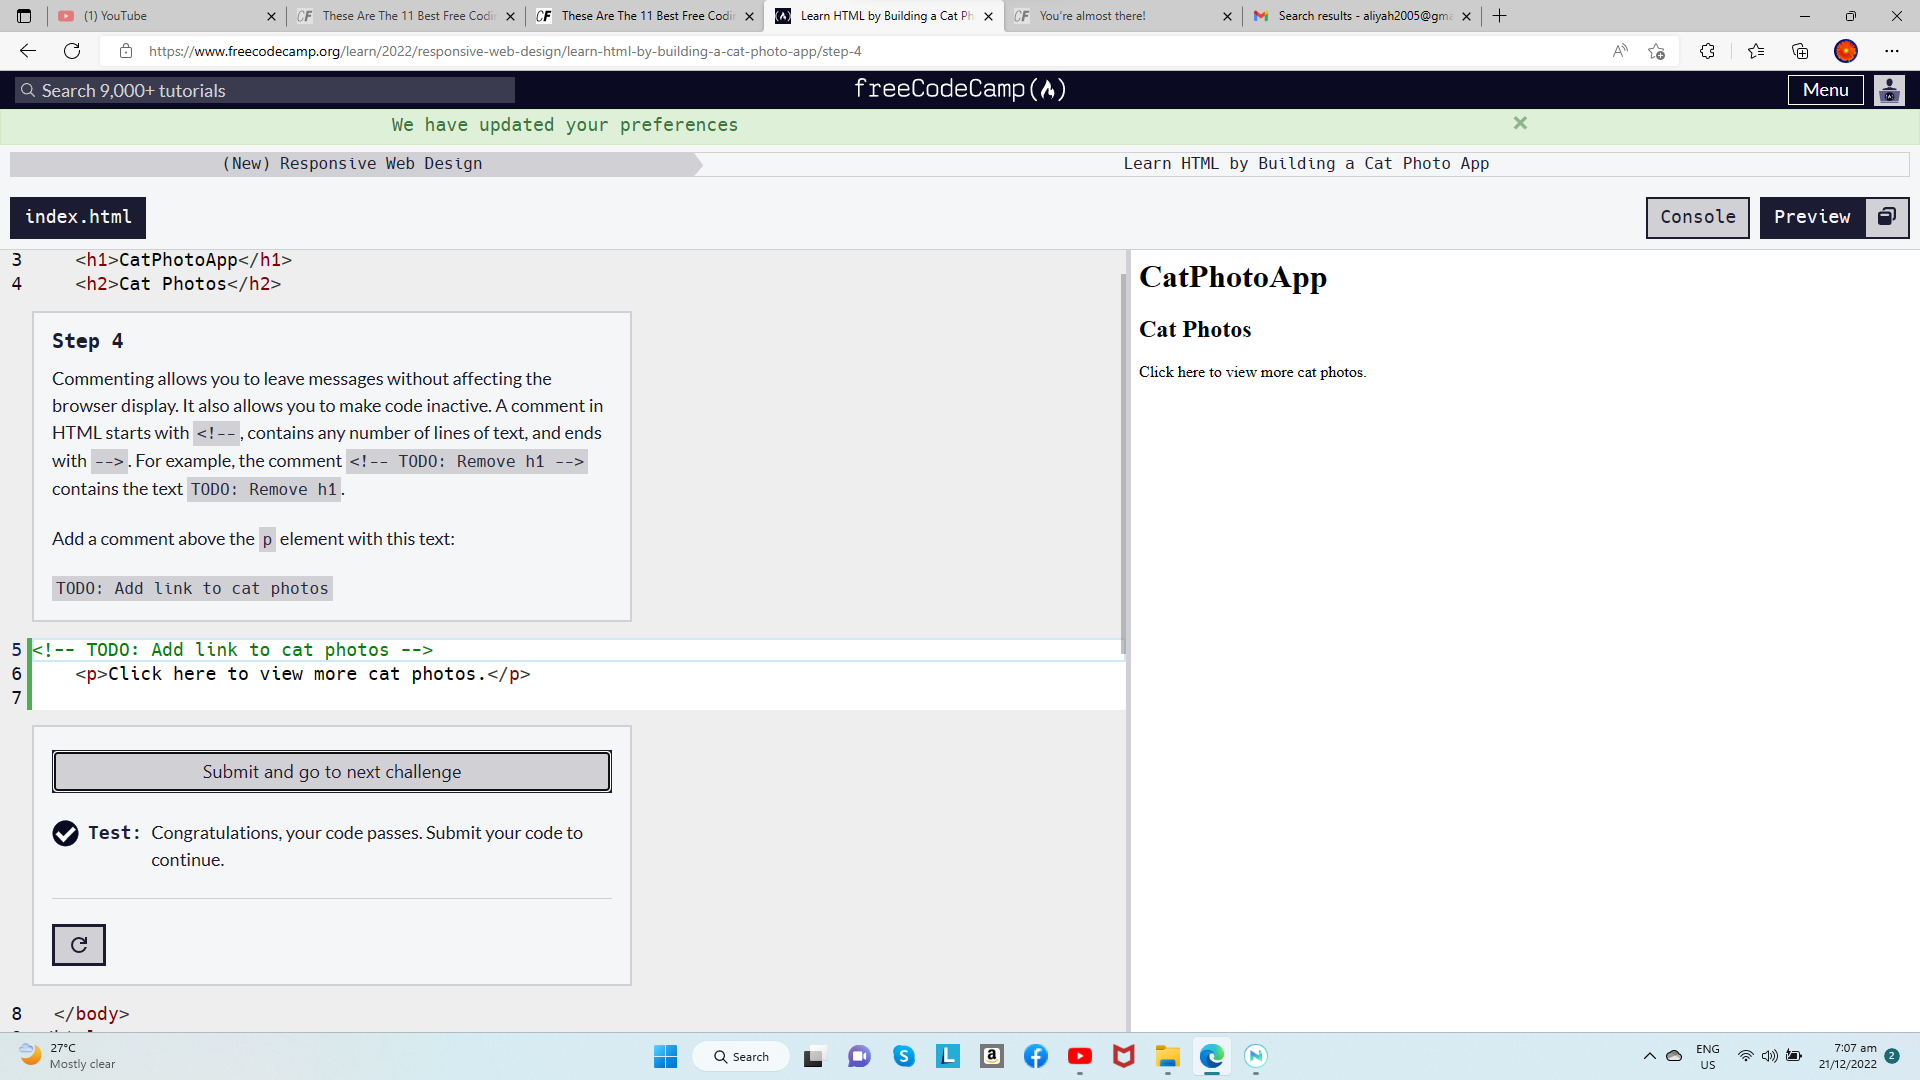 (1) YouTube
These Are The 11 Best Free Codi
These Are The 11 Best Free Codi
Learn HTML by Building a Cat Ph
You're almost there!
Search results - aliyah2005@gma
https://www.freecodecamp.org/learn/2022/responsive-web-design/learn-html-by-building-a-cat-photo-app/step-4
Search 9,000+ tutorials
freeCodeCamp
Menu
We have updated your preferences
(New) Responsive Web Design
Learn HTML by Building a Cat Photo App
index.html
Console
Preview
3 <h1>CatPhotoApp</h1>
4 <h2>Cat Photos</h2>
Step 4
Commenting allows you to leave messages without affecting the
browser display. It also allows you to make code inactive. A comment in
HTML starts with <!--, contains any number of lines of text, and ends
with -->. For example, the comment <!-- TODO: Remove h1 -->
contains the text TODO: Remove h1.
Add a comment above the p element with this text:
TODO: Add link to cat photos
5 <!-- TODO: Add link to cat photos -->
6 <p>Click here to view more cat photos.</p>
7
Submit and go to next challenge
Test: Congratulations, your code passes. Submit your code to
continue.
8 </body>
CatPhotoApp
Cat Photos
Click here to view more cat photos.
27°C
Mostly clear
Search
ENG
US
7:07 am
21/12/2022
2